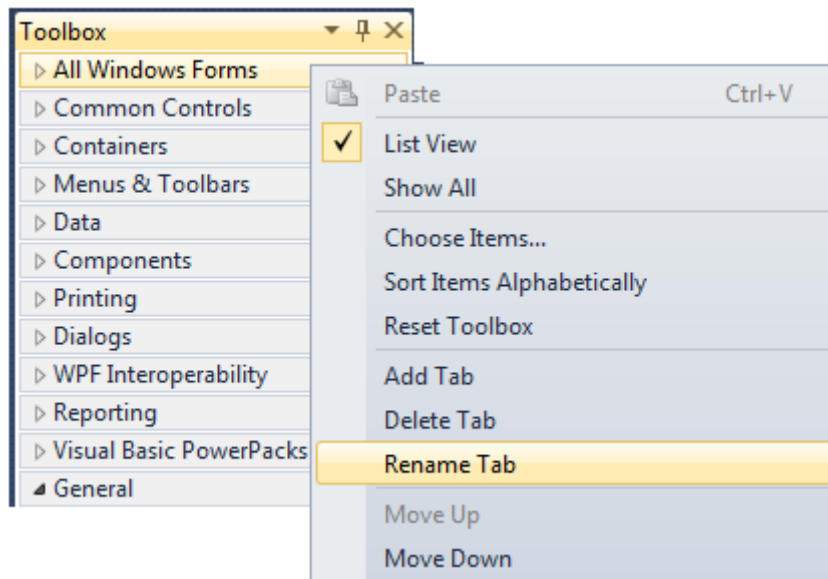 Toolbox
All Windows Forms
Common Controls
Containers
Menus & Toolbars
Data
Components
Printing
Dialogs
WPF Interoperability
Reporting
Visual Basic PowerPacks
General
Paste Ctrl+V
List View
Show All
Choose Items...
Sort Items Alphabetically
Reset Toolbox
Add Tab
Delete Tab
Rename Tab
Move Up
Move Down